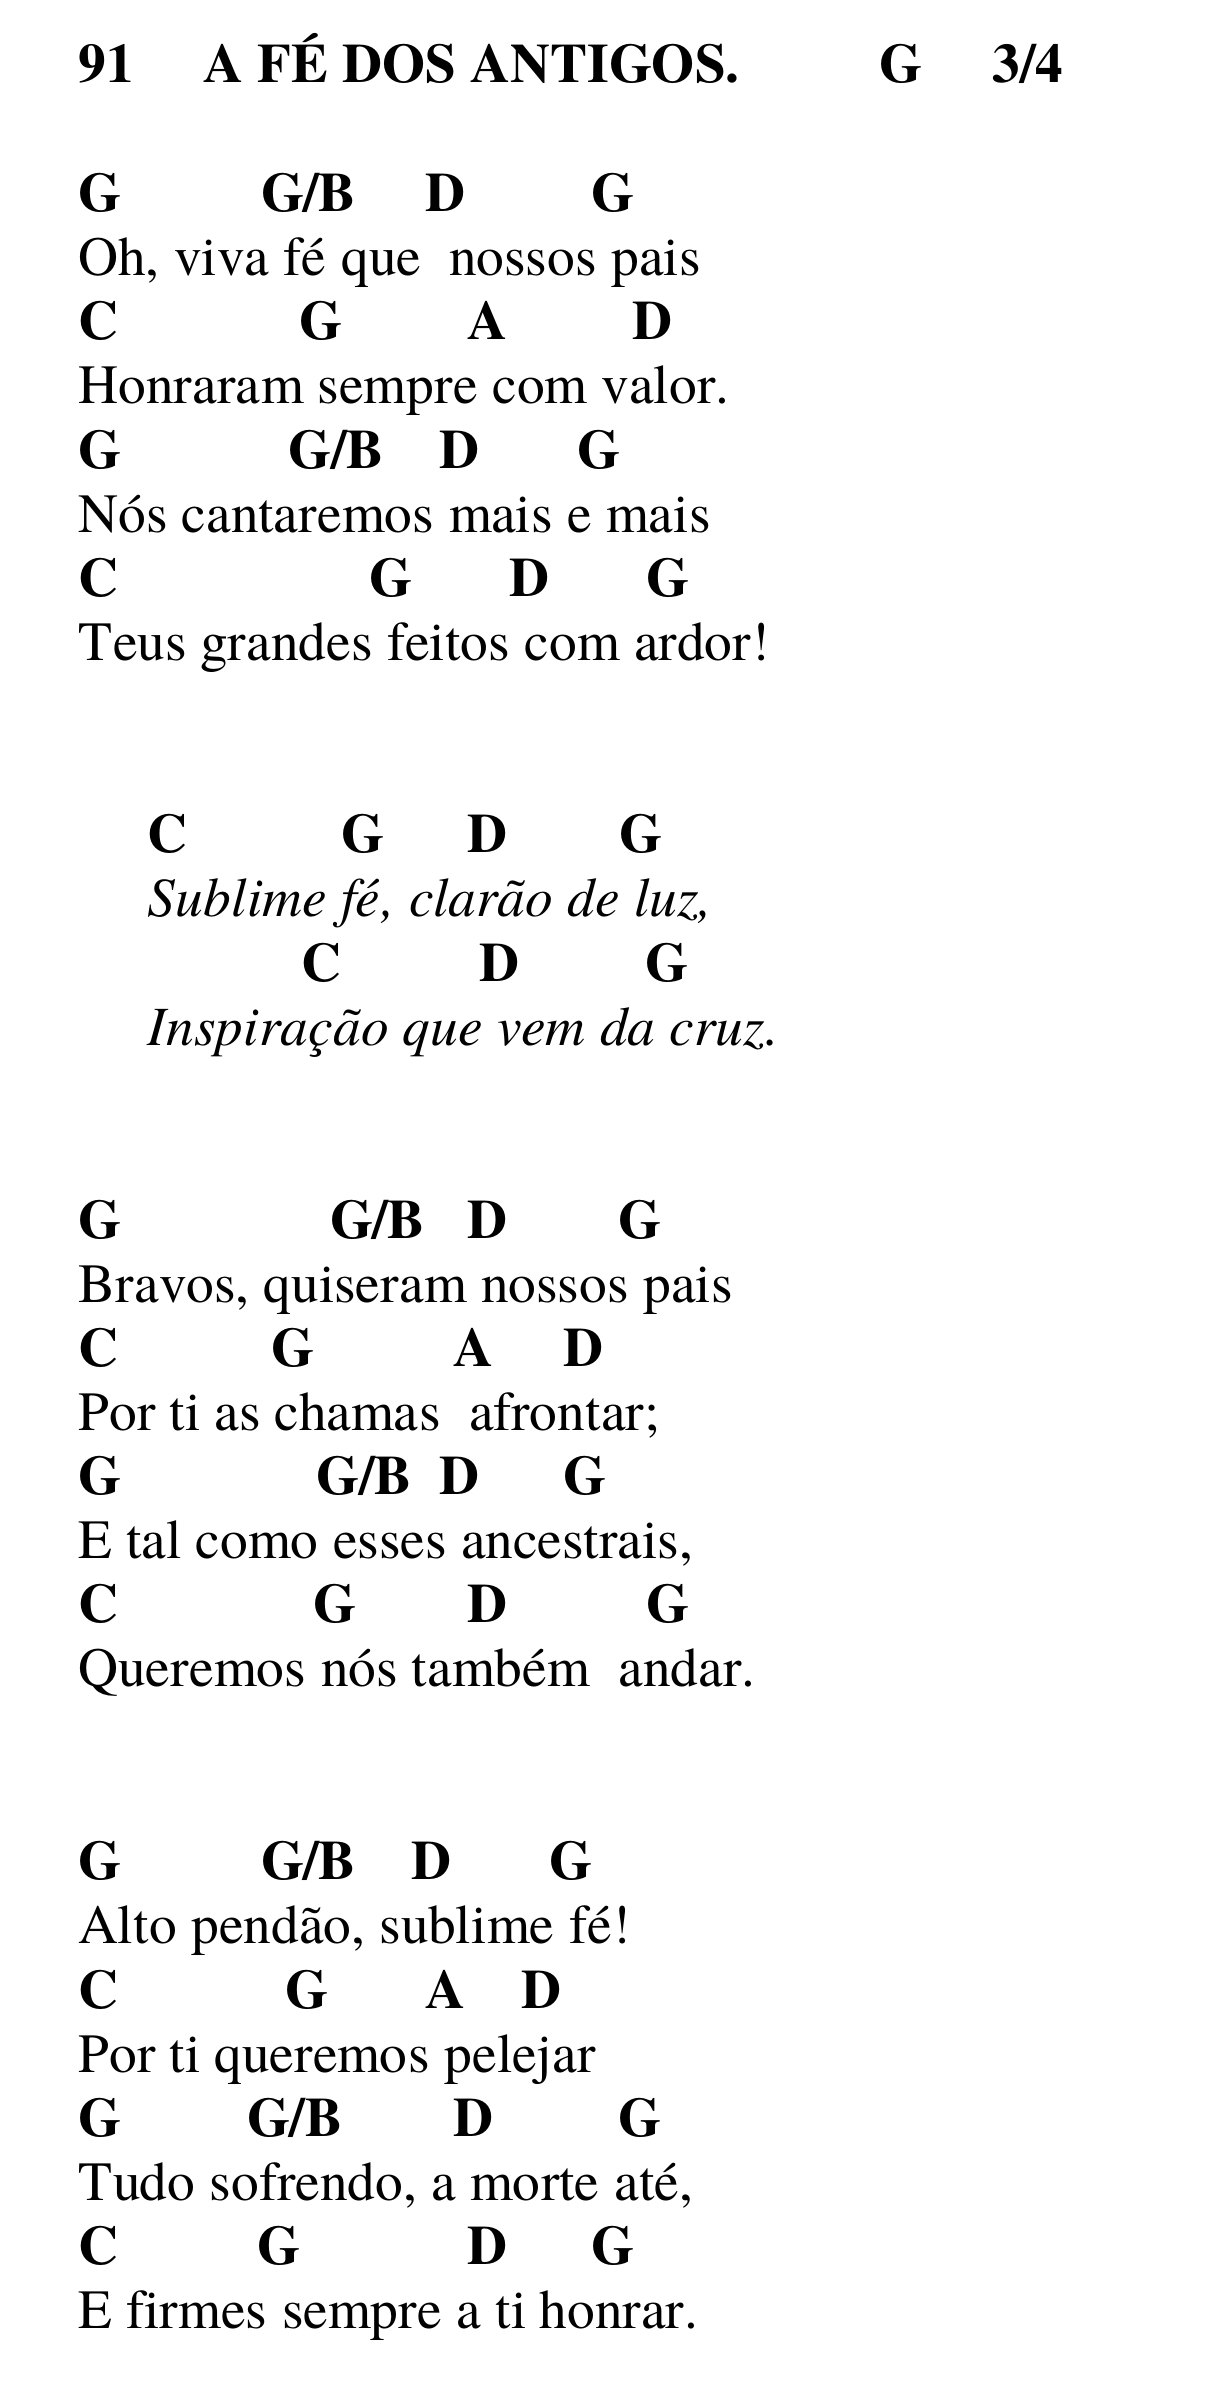 91 A FÉ DOS ANTIGOS. G 3/4
G G/B D G
Oh, viva fé que nossos pais
C G A D
Honraram sempre com valor.
G G/B D G
Nós cantaremos mais e mais
C G D G
Teus grandes feitos com ardor!
C G D G
Sublime fé, clarão de luz,
C D G
Inspiração que vem da cruz.
G G/B D G
Bravos, quiseram nossos pais
C G A D
Por ti as chamas afrontar;
G G/B D G
E tal como esses ancestrais,
C G D G
Queremos nós também andar.
G G/B D G
Alto pendão, sublime fé!
C G A D
Por ti queremos pelejar
G G/B D G
Tudo sofrendo, a morte até,
C G D G
E firmes sempre a ti honrar.